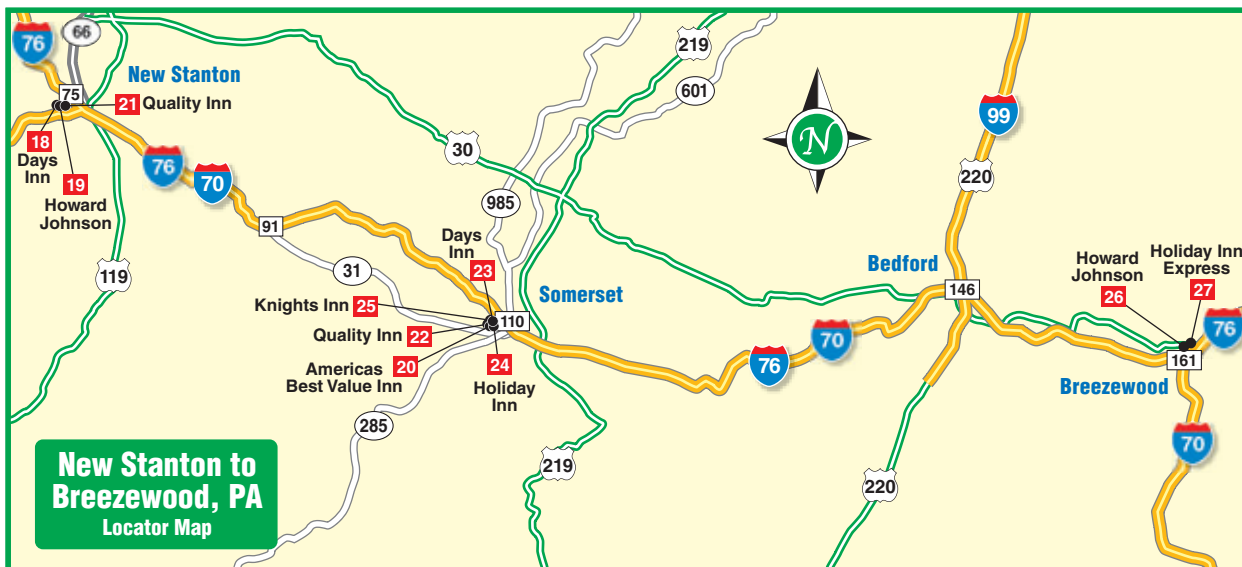 76
66
75
New Stanton
21 Quality Inn
18
Days
Inn
19
Howard
Johnson
76
70
119
91
31
30
219
601
985
Days
Inn
23
Knights Inn 25
Quality Inn 22
Americas
Best Value Inn
20
24
Holiday
Inn
110
Somerset
285
219
N
99
220
Bedford
146
76
70
220
Howard
Johnson
26
Holiday Inn
Express
27
76
161
Breezewood
70
New Stanton to
Breezewood, PA
Locator Map